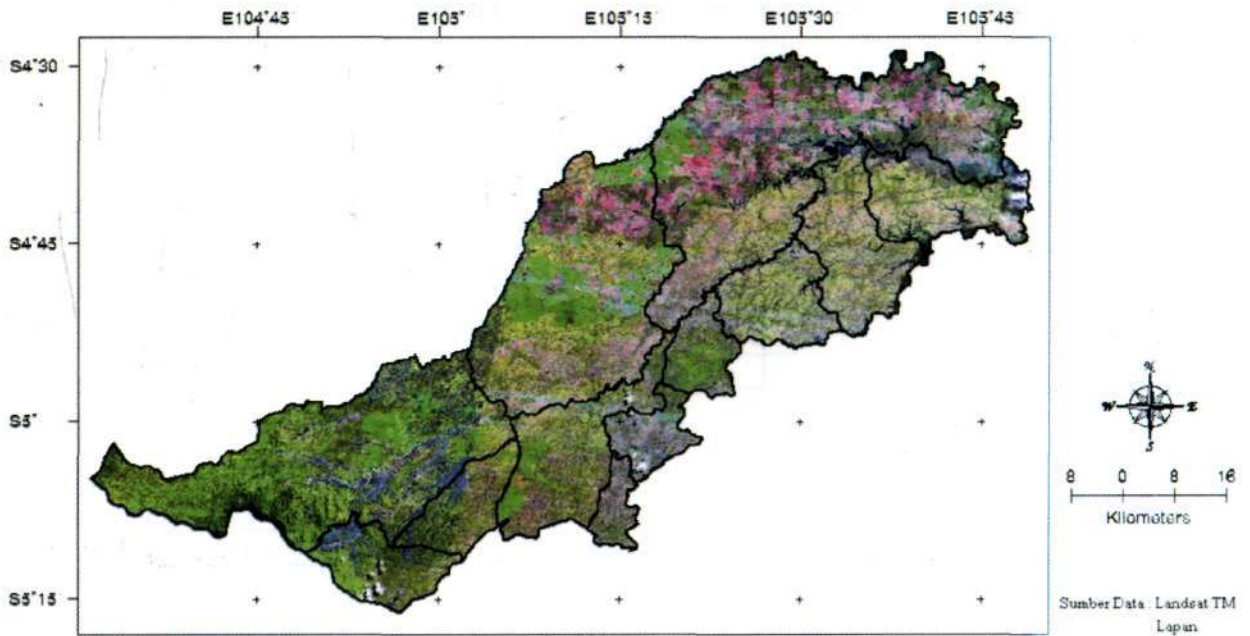 E104°45 E105° E105°15 E105°30 E105°45
S4°30
S4°45
S5°
S5°15
N
W E
S
8 0 8 16
Kilometers
Sumber Data : Landsat TM
Lapan